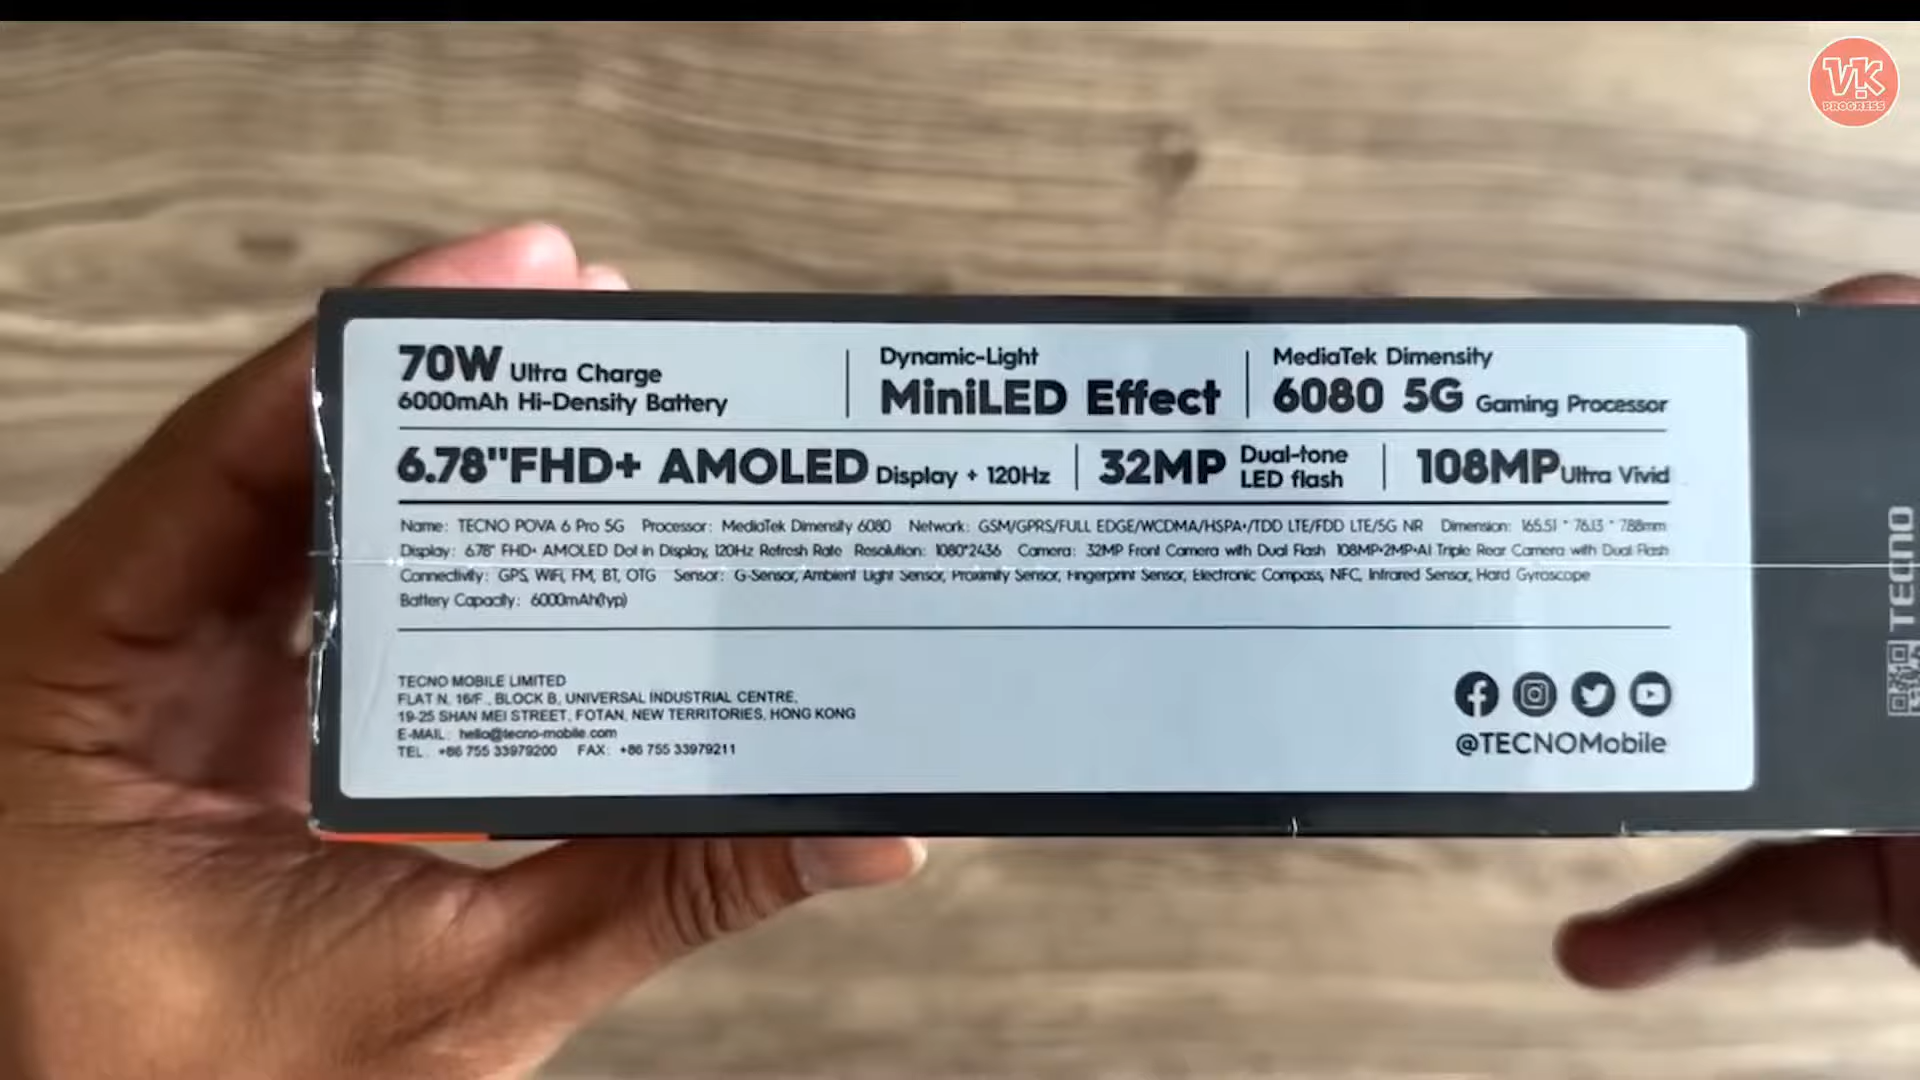 VK
PROGRESS
70W Ultra Charge
6000mAh Hi-Density Battery
Dynamic-Light
MiniLED Effect
MediaTek Dimensity
6080 5G Gaming Processor
6.78"FHD+ AMOLED Display + 120Hz
32MP Dual-tone LED flash
108MP Ultra Vivid
Name: TECNO POVA 6 Pro 5G Processor: MediaTek Dimensity 6080 Network: GSM/GPRS/FULL EDGE/WCDMA/HSPA+/TDD LTE/FDD LTE/5G NR Dimension: 165.51 * 76.13 * 7.88mm
Display: 6.78" FHD+ AMOLED Dot in Display, 120Hz Refresh Rate Resolution: 1080*2436 Camera: 32MP Front Camera with Dual Flash 108MP+2MP+AI Triple Rear Camera with Dual Flash
Connectivity: GPS, WiFi, FM, BT, OTG Sensor: G-Sensor, Ambient Light Sensor, Proximity Sensor, Fingerprint Sensor, Electronic Compass, NFC, Infrared Sensor, Hard Gyroscope
Battery Capacity: 6000mAh(typ)
TECNO MOBILE LIMITED
FLAT N, 16/F., BLOCK B, UNIVERSAL INDUSTRIAL CENTRE,
19-25 SHAN MEI STREET, FOTAN, NEW TERRITORIES, HONG KONG
E-MAIL: hello@tecno-mobile.com
TEL: +86 755 33979200 FAX: +86 755 33979211
@TECNOMobile
TECNO